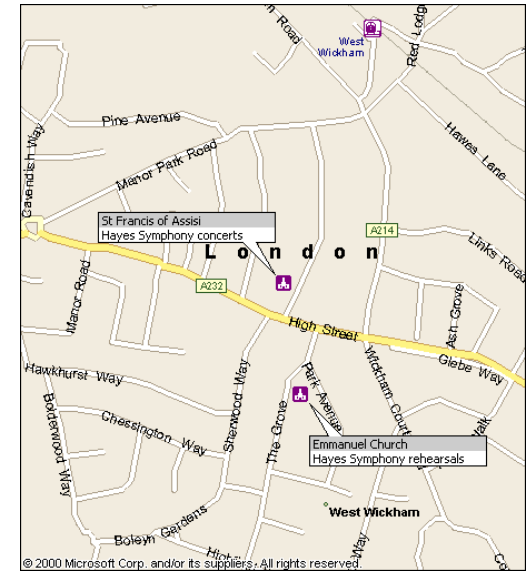 on Road
Red Lodge
West
Wickham
Pine Avenue
Hawes Lane
Cavendish Way
Manor Park Road
St Francis of Assisi
Hayes Symphony concerts
A214
London
Links Road
Manor Road
A232
High Street
Ash Grove
Glebe Way
Hawkhurst Way
Park Avenue
Wickham Court
Sherwood Way
Bolderwood Way
Chessington Way
The Grove
Walk
Emmanuel Church
Hayes Symphony rehearsals
West Wickham
Boleyn Gardens
Way
© 2000 Microsoft Corp. and/or its suppliers. All rights reserved.